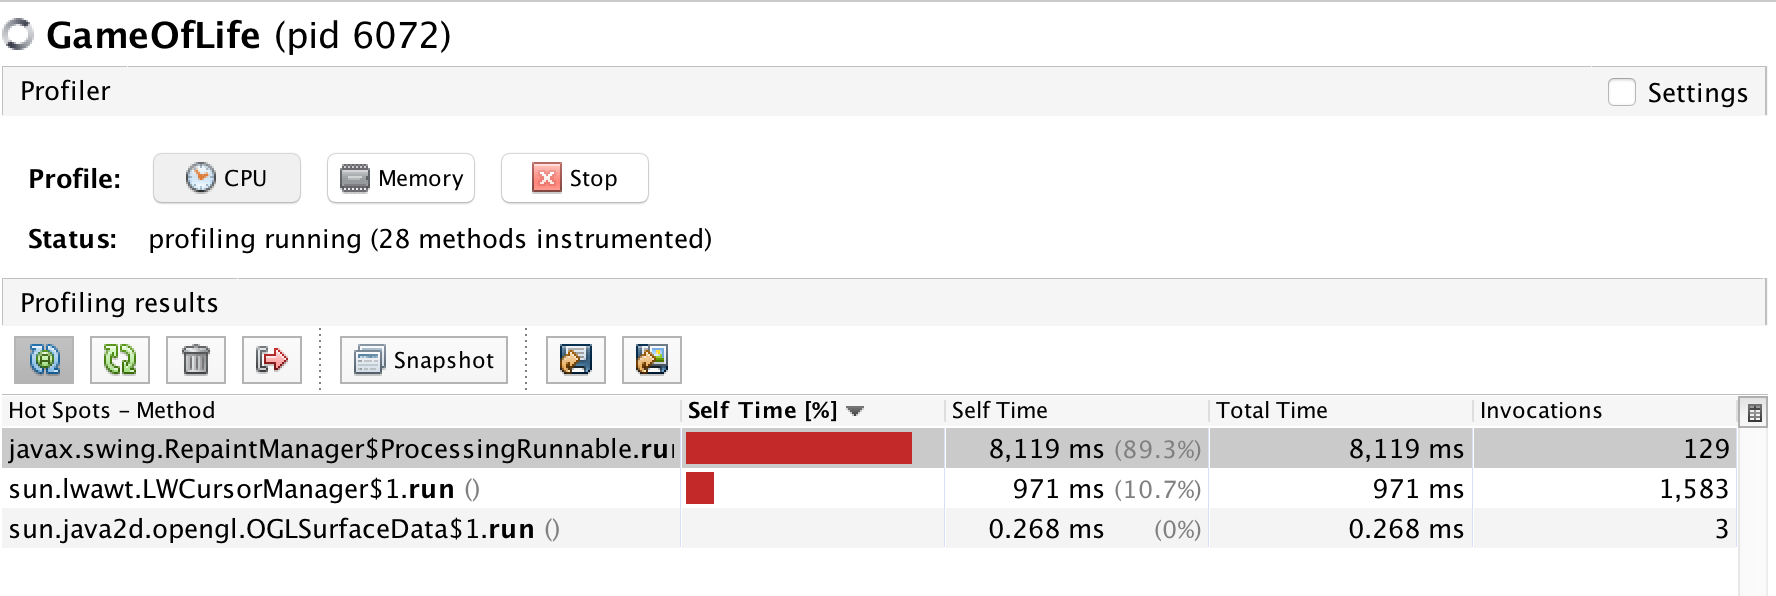 GameOfLife (pid 6072)
Profiler Settings
Profile: CPU Memory Stop
Status: profiling running (28 methods instrumented)
Profiling results
Snapshot
Hot Spots – Method Self Time [%] Self Time Total Time Invocations
javax.swing.RepaintManager$ProcessingRunnable.ru 8,119 ms (89.3%) 8,119 ms 129
sun.lwawt.LWCursorManager$1.run () 971 ms (10.7%) 971 ms 1,583
sun.java2d.opengl.OGLSurfaceData$1.run () 0.268 ms (0%) 0.268 ms 3